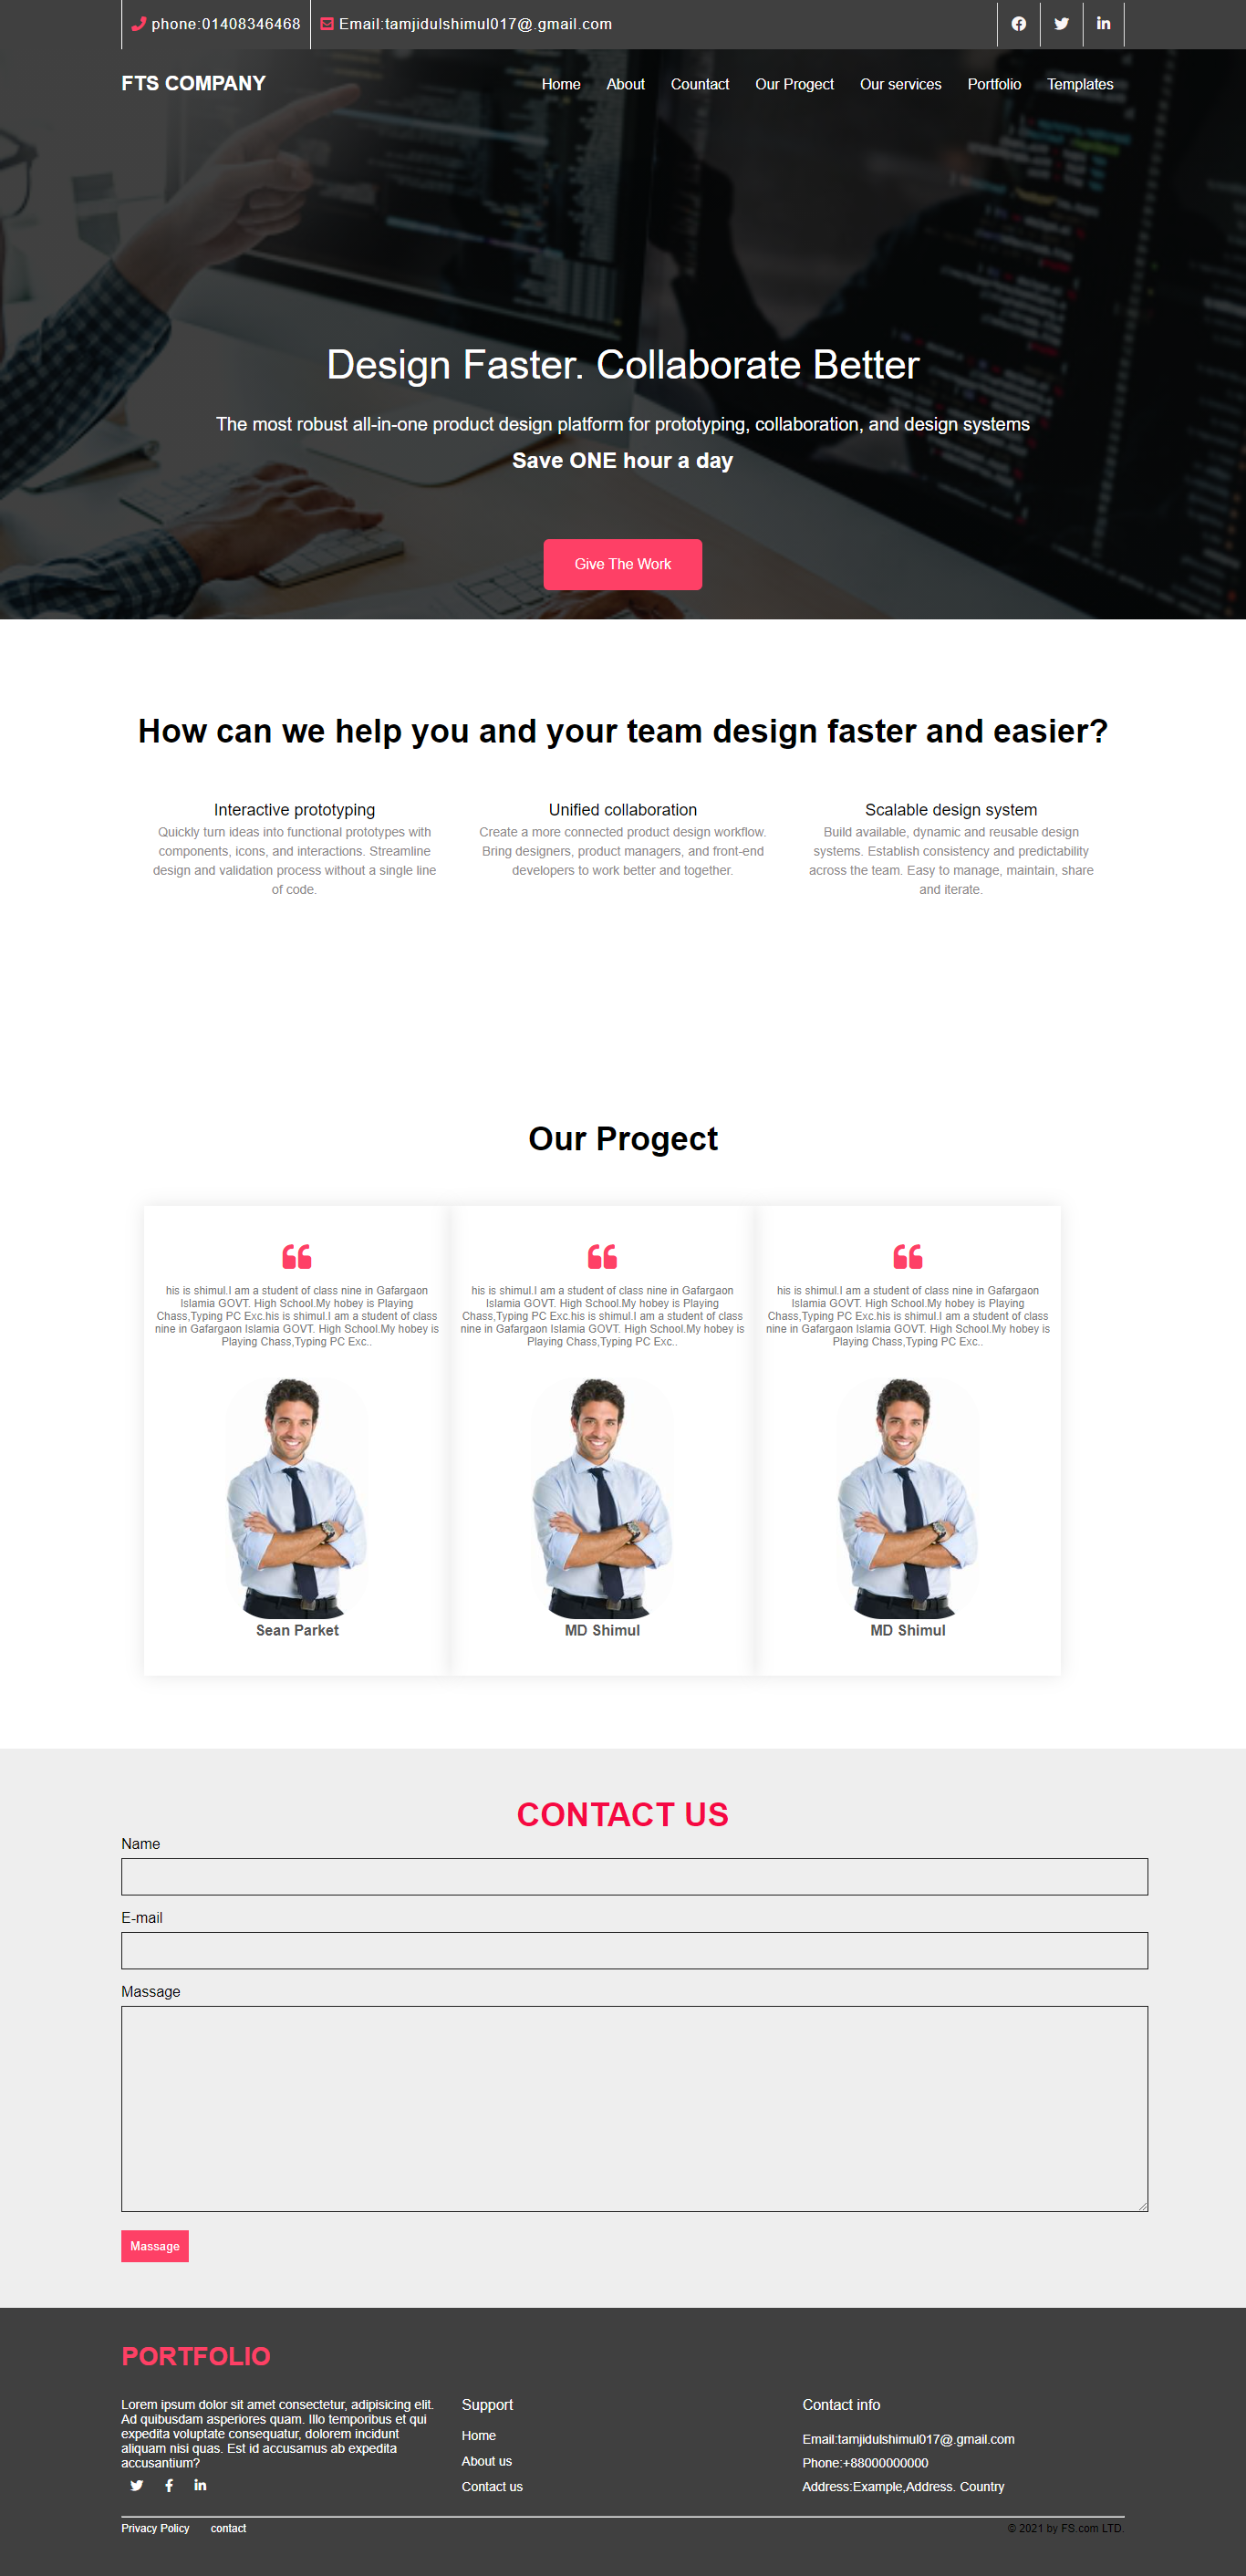 phone:01408346468 Email:tamjidulshimul017@.gmail.com
FTS COMPANY Home About Countact Our Progect Our services Portfolio Templates
Design Faster. Collaborate Better
The most robust all-in-one product design platform for prototyping, collaboration, and design systems
Save ONE hour a day
Give The Work
How can we help you and your team design faster and easier?
Interactive prototyping
Quickly turn ideas into functional prototypes with
components, icons, and interactions. Streamline
design and validation process without a single line
of code.
Unified collaboration
Create a more connected product design workflow.
Bring designers, product managers, and front-end
developers to work better and together.
Scalable design system
Build available, dynamic and reusable design
systems. Establish consistency and predictability
across the team. Easy to manage, maintain, share
and iterate.
Our Progect
his is shimul.I am a student of class nine in Gafargaon
Islamia GOVT. High School.My hobey is Playing
Chass,Typing PC Exc.his is shimul.I am a student of class
nine in Gafargaon Islamia GOVT. High School.My hobey is
Playing Chass,Typing PC Exc..
Sean Parket
his is shimul.I am a student of class nine in Gafargaon
Islamia GOVT. High School.My hobey is Playing
Chass,Typing PC Exc.his is shimul.I am a student of class
nine in Gafargaon Islamia GOVT. High School.My hobey is
Playing Chass,Typing PC Exc..
MD Shimul
his is shimul.I am a student of class nine in Gafargaon
Islamia GOVT. High School.My hobey is Playing
Chass,Typing PC Exc.his is shimul.I am a student of class
nine in Gafargaon Islamia GOVT. High School.My hobey is
Playing Chass,Typing PC Exc..
MD Shimul
CONTACT US
Name
E-mail
Massage
Massage
PORTFOLIO
Lorem ipsum dolor sit amet consectetur, adipisicing elit.
Ad quibusdam asperiores quam. Illo temporibus et qui
expedita voluptate consequatur, dolorem incidunt
aliquam nisi quas. Est id accusamus ab expedita
accusantium?
Support
Home
About us
Contact us
Contact info
Email:tamjidulshimul017@.gmail.com
Phone:+88000000000
Address:Example,Address. Country
Privacy Policy contact © 2021 by FS.com LTD.